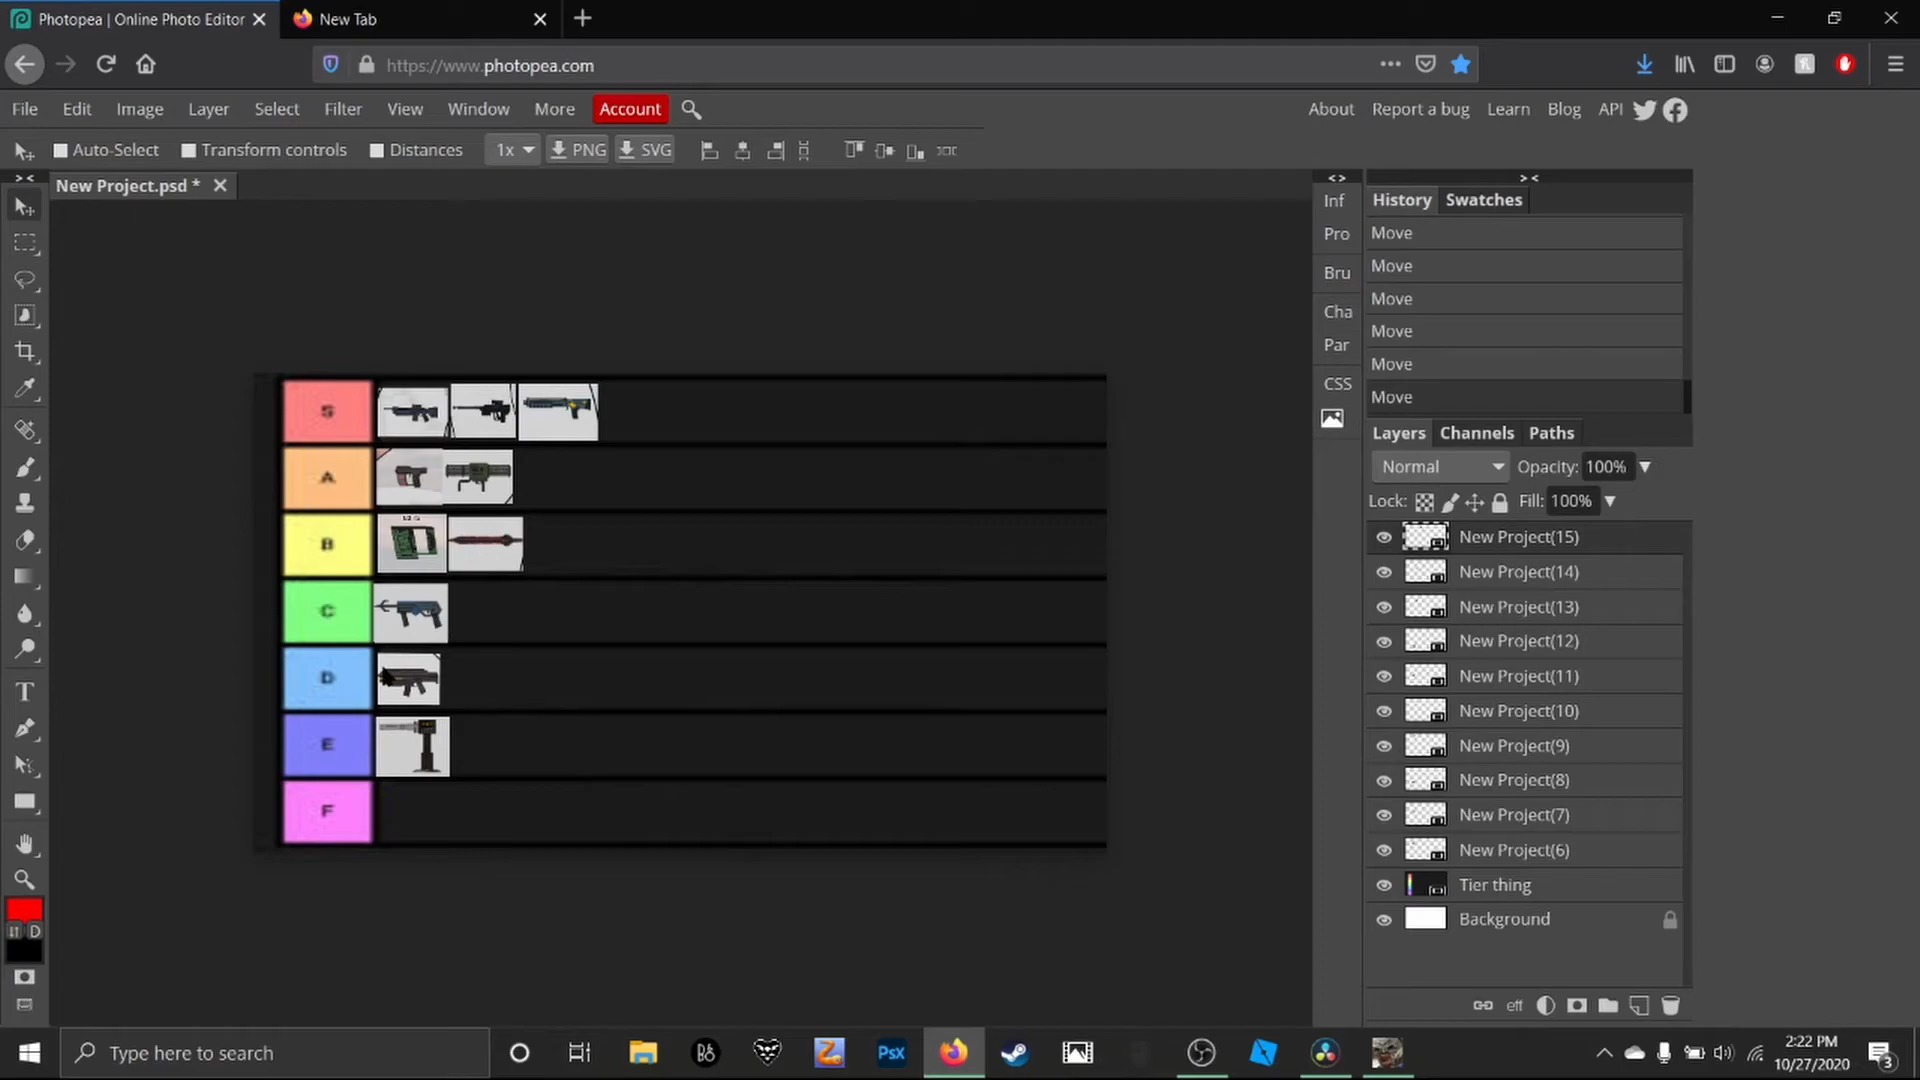 Photopea | Online Photo Editor
New Tab
https://www.photopea.com
File Edit Image Layer Select Filter View Window More Account
About Report a bug Learn Blog API
Auto-Select Transform controls Distances 1x PNG SVG
New Project.psd *
Inf
Pro
Bru
Cha
Par
CSS
History Swatches
Move
Move
Move
Move
Move
Move
Layers Channels Paths
Normal Opacity: 100%
Lock: Fill: 100%
New Project(15)
New Project(14)
New Project(13)
New Project(12)
New Project(11)
New Project(10)
New Project(9)
New Project(8)
New Project(7)
New Project(6)
Tier thing
Background
eff
S
A
B
C
D
E
F
T
D
Type here to search
Psx
2:22 PM
10/27/2020
3